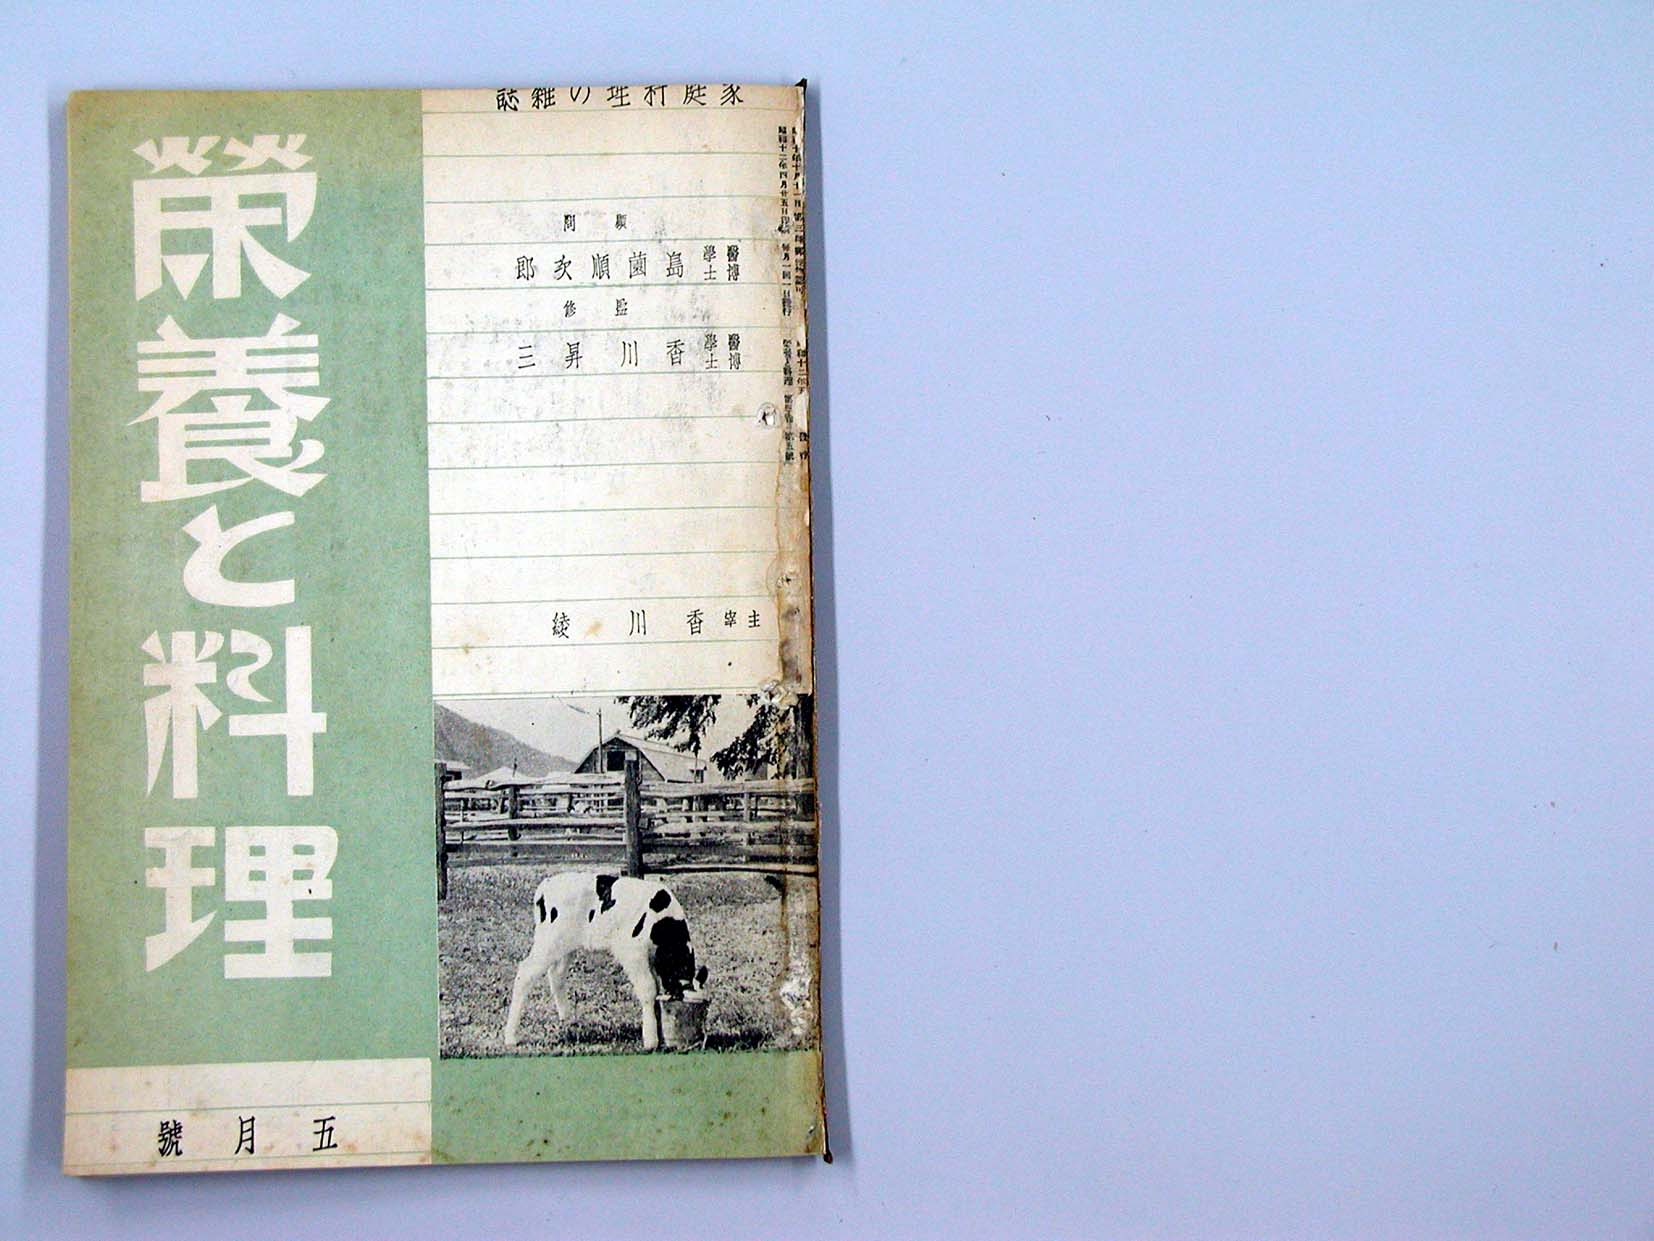 家庭料理の雑誌
榮養と料理
顧問
醫學博士 島薗順次郎
監修
醫學博士 香川昇三
主宰 香川綾
五月號